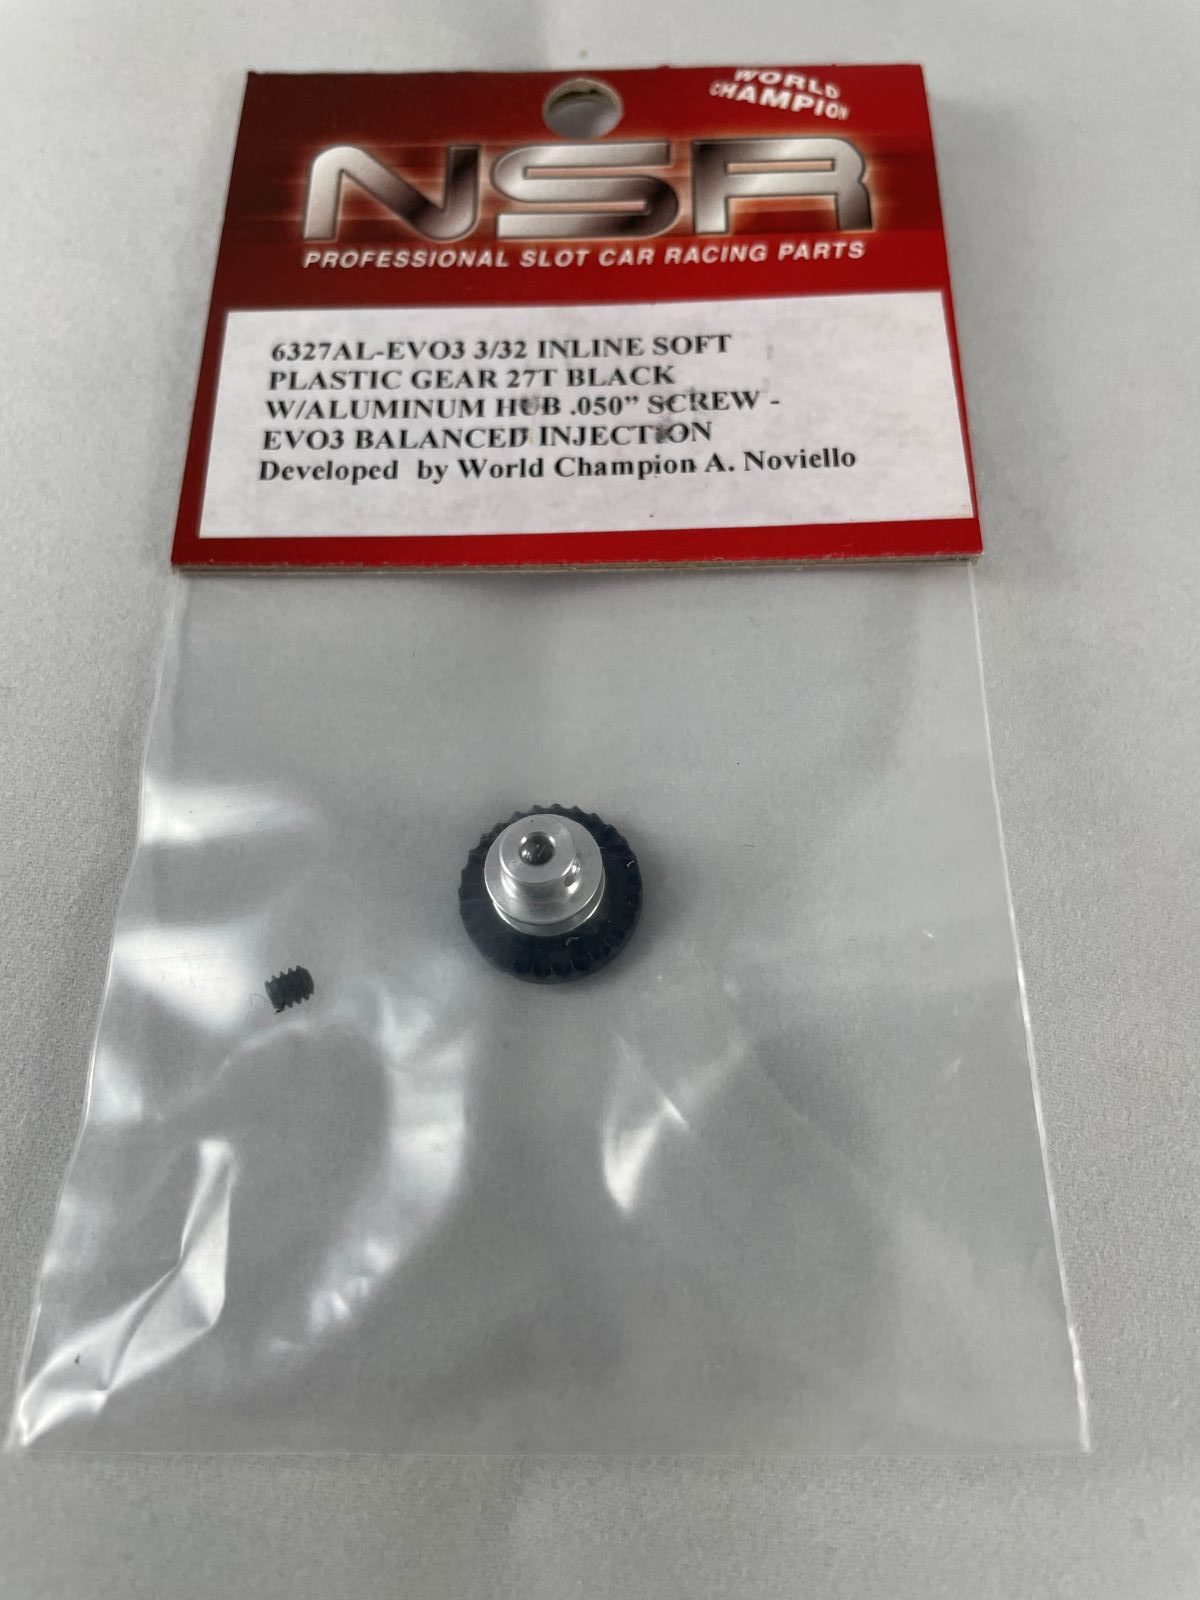 WORLD
CHAMPION
NSR
PROFESSIONAL SLOT CAR RACING PARTS
6327AL-EVO3 3/32 INLINE SOFT
PLASTIC GEAR 27T BLACK
W/ALUMINUM HUB .050” SCREW -
EVO3 BALANCED INJECTION
Developed by World Champion A. Noviello